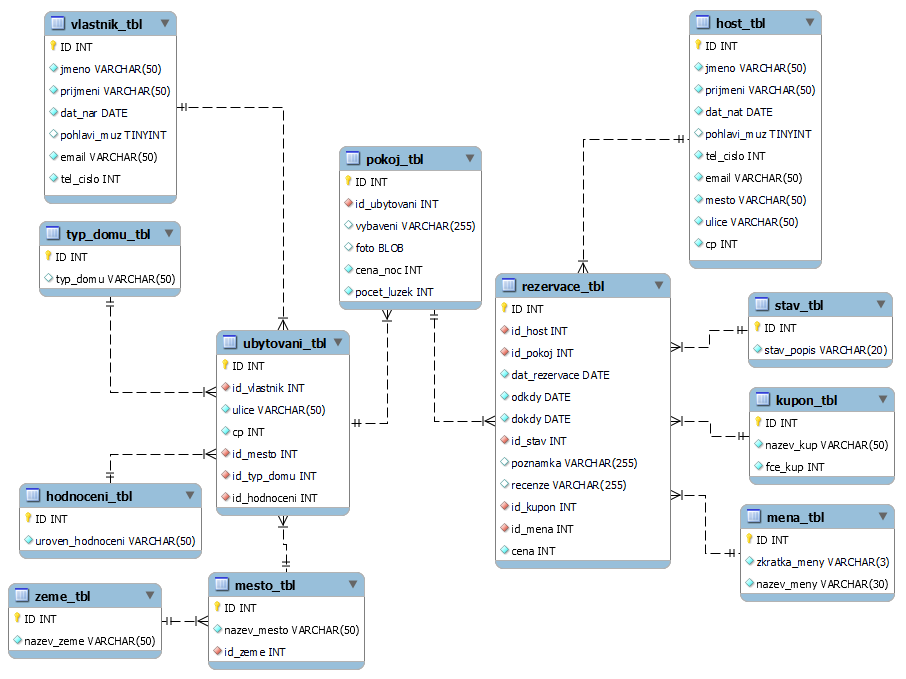 vlastnik_tbl
ID INT
jmeno VARCHAR(50)
prijmeni VARCHAR(50)
dat_nar DATE
pohlavi_muz TINYINT
email VARCHAR(50)
tel_cislo INT
typ_domu_tbl
ID INT
typ_domu VARCHAR(50)
hodnoceni_tbl
ID INT
uroven_hodnoceni VARCHAR(50)
zeme_tbl
ID INT
nazev_zeme VARCHAR(50)
ubytovani_tbl
ID INT
id_vlastnik INT
ulice VARCHAR(50)
cp INT
id_mesto INT
id_typ_domu INT
id_hodnoceni INT
mesto_tbl
ID INT
nazev_mesto VARCHAR(50)
id_zeme INT
pokoj_tbl
ID INT
id_ubytovani INT
vybaveni VARCHAR(255)
foto BLOB
cena_noc INT
pocet_luzek INT
rezervace_tbl
ID INT
id_host INT
id_pokoj INT
dat_rezervace DATE
odkdy DATE
dokdy DATE
id_stav INT
poznamka VARCHAR(255)
recenze VARCHAR(255)
id_kupon INT
id_mena INT
cena INT
host_tbl
ID INT
jmeno VARCHAR(50)
prijmeni VARCHAR(50)
dat_nat DATE
pohlavi_muz TINYINT
tel_cislo INT
email VARCHAR(50)
mesto VARCHAR(50)
ulice VARCHAR(50)
cp INT
stav_tbl
ID INT
stav_popis VARCHAR(20)
kupon_tbl
ID INT
nazev_kup VARCHAR(50)
fce_kup INT
mena_tbl
ID INT
zkratka_meny VARCHAR(3)
nazev_meny VARCHAR(30)